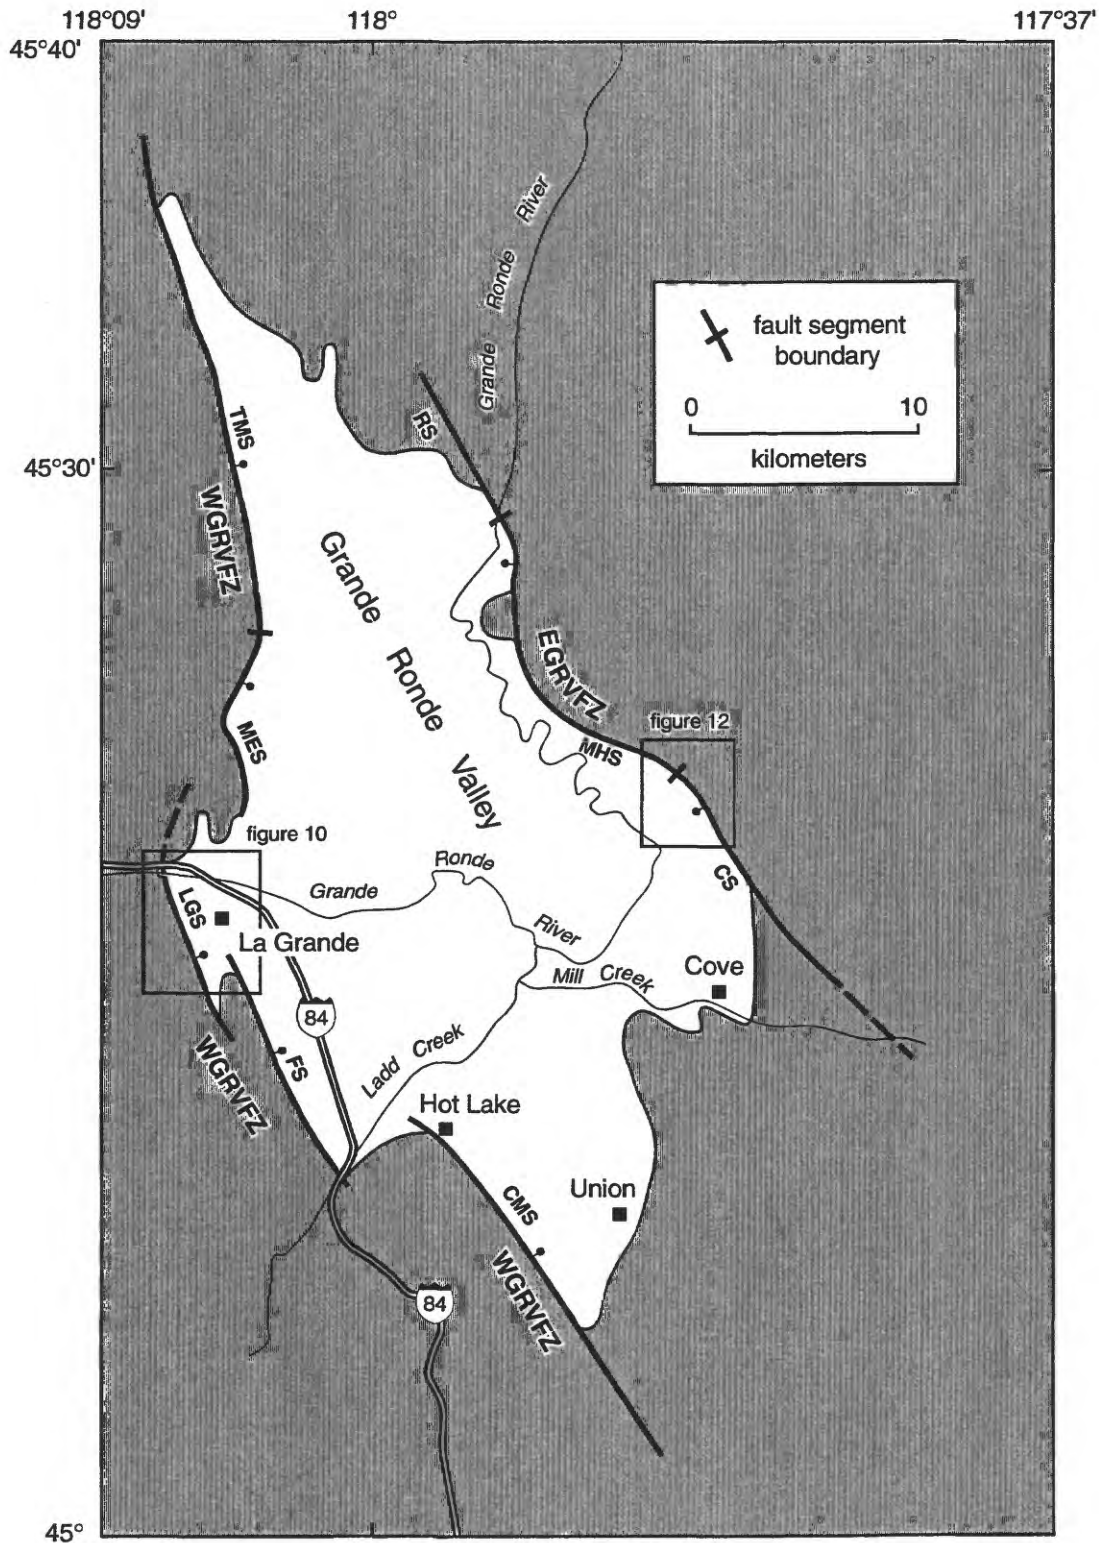 118°09' 118° 117°37'
45°40'
Grande Ronde River
fault segment
boundary
0 10
kilometers
RS
TMS
45°30'
WGRVFZ
Grande Ronde Valley
EGRVFZ
figure 12
MHS
MES
figure 10
CS
Grande Ronde River
LGS
La Grande
Cove
Mill Creek
84
Ladd Creek
FS
WGRVFZ
Hot Lake
Union
CMS
WGRVFZ
84
45°